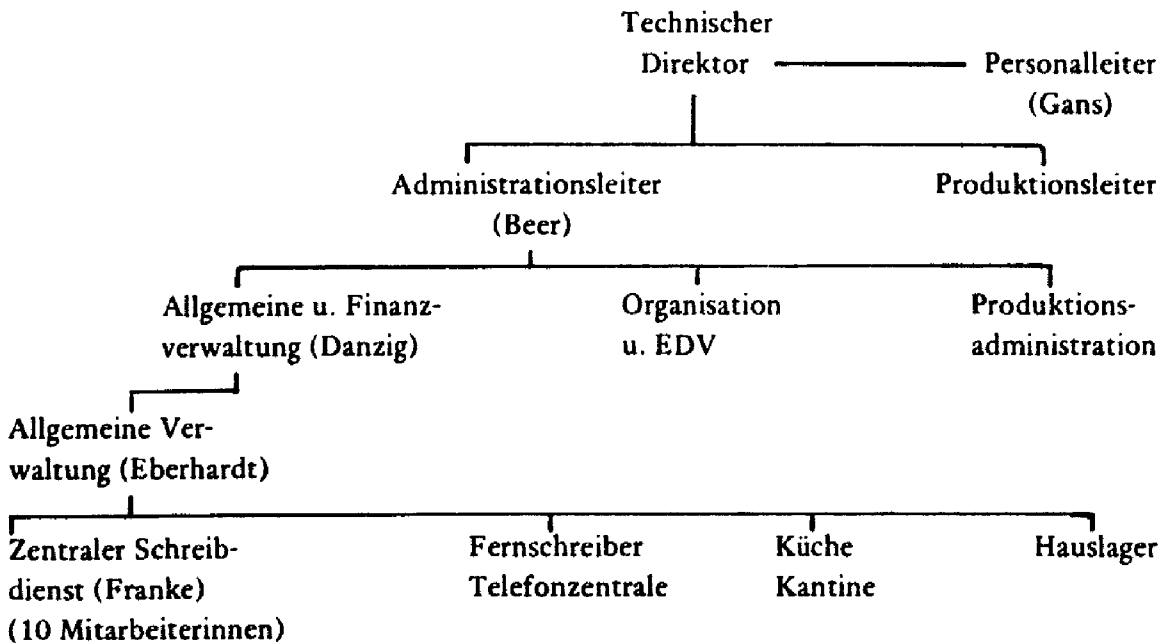 Technischer
Direktor
Personalleiter
(Gans)
Administrationsleiter
(Beer)
Produktionsleiter
Allgemeine u. Finanz-
verwaltung (Danzig)
Organisation
u. EDV
Produktions-
administration
Allgemeine Ver-
waltung (Eberhardt)
Zentraler Schreib-
dienst (Franke)
(10 Mitarbeiterinnen)
Fernschreiber
Telefonzentrale
Küche
Kantine
Hauslager